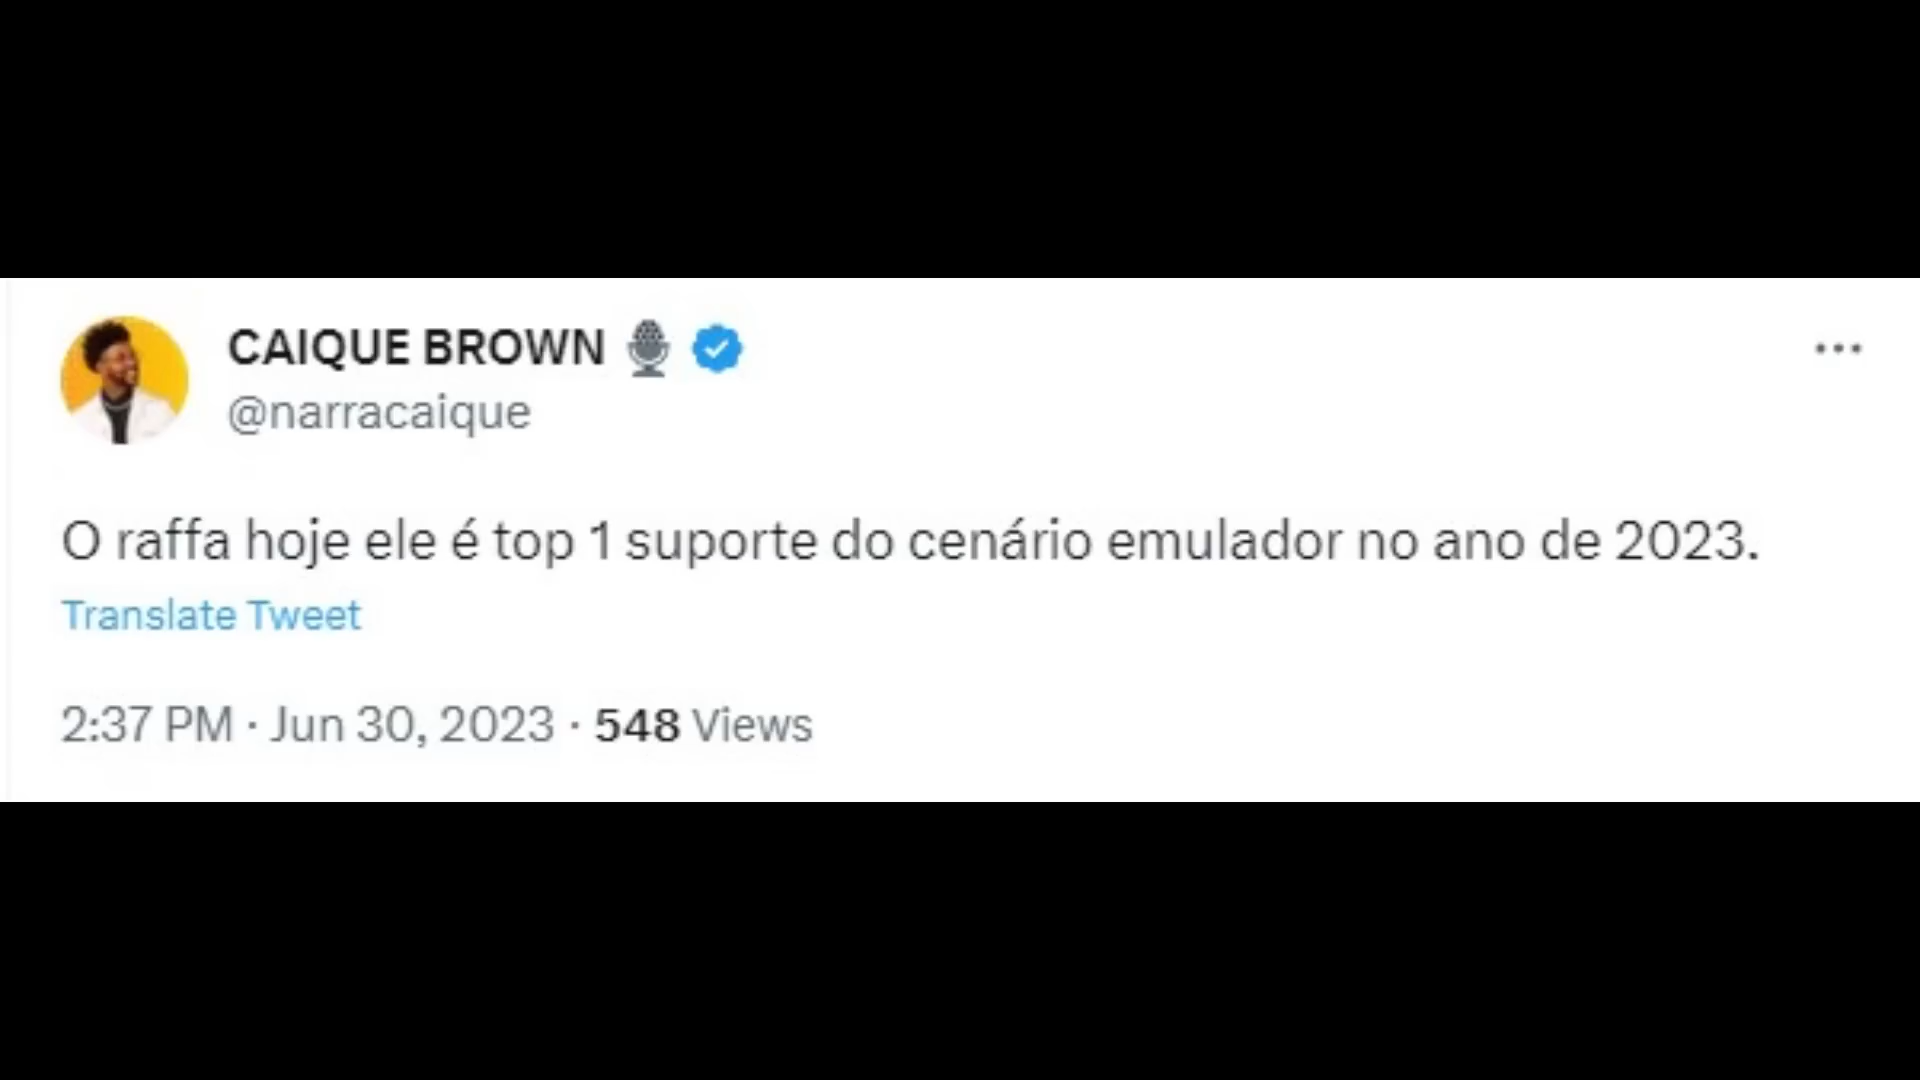 CAIQUE BROWN 🎙️
@narracaique
O raffa hoje ele é top 1 suporte do cenário emulador no ano de 2023.
Translate Tweet
2:37 PM · Jun 30, 2023 · 548 Views